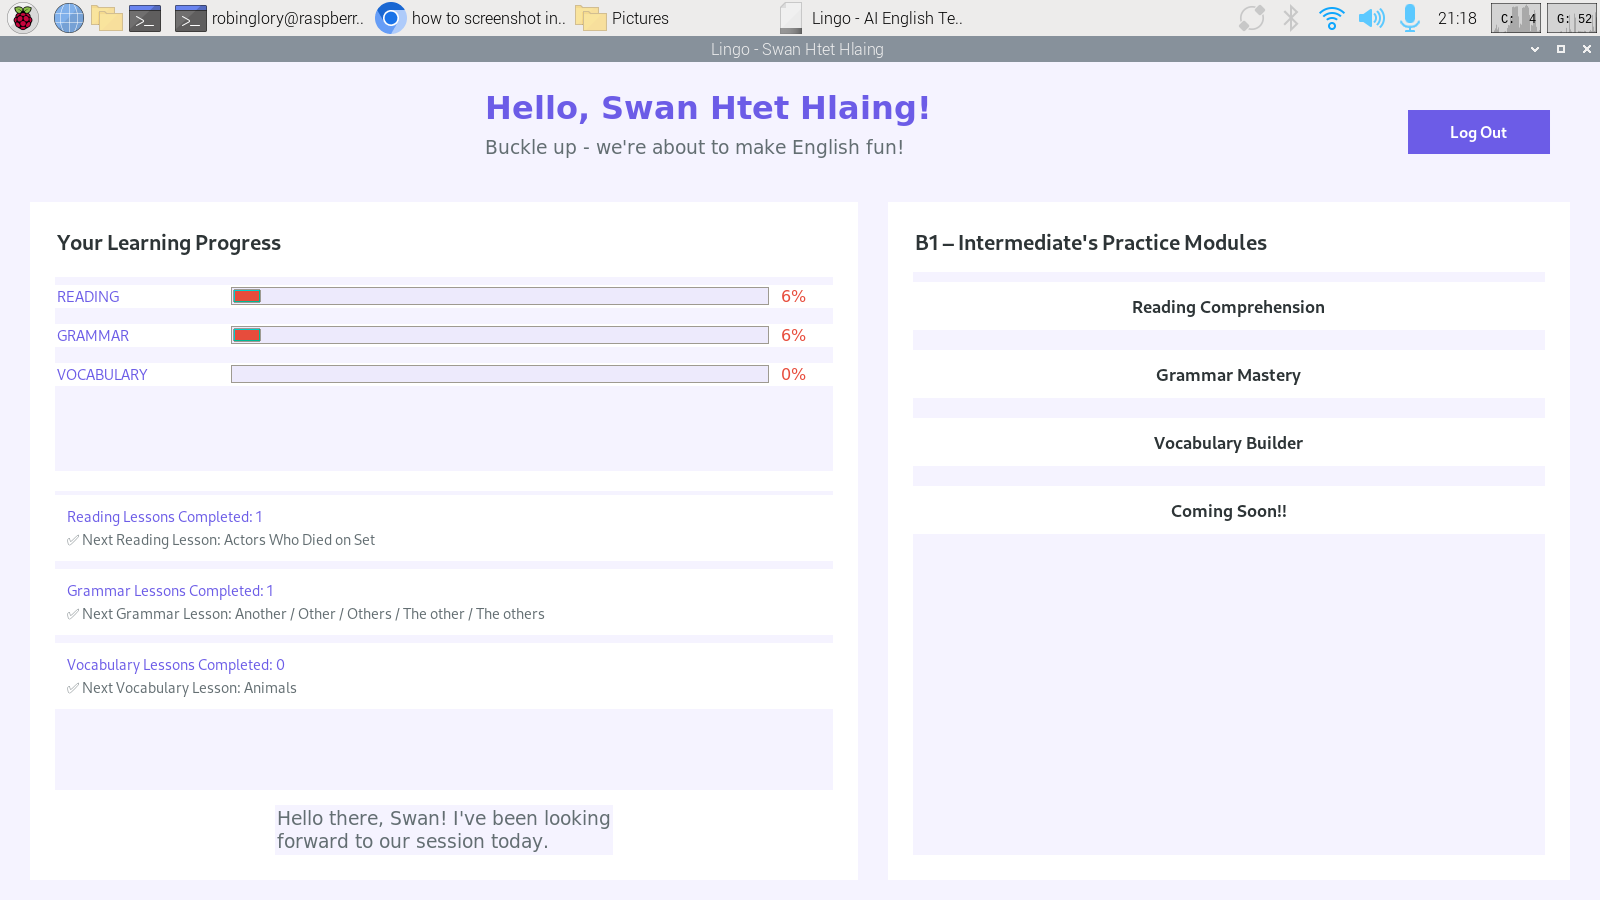 robinglory@raspberr..
how to screenshot in..
Pictures
Lingo - AI English Te..
21:18
C: 4
G: 52
Lingo - Swan Htet Hlaing
Hello, Swan Htet Hlaing!
Buckle up - we're about to make English fun!
Log Out
Your Learning Progress
READING 6%
GRAMMAR 6%
VOCABULARY 0%
Reading Lessons Completed: 1
✅ Next Reading Lesson: Actors Who Died on Set
Grammar Lessons Completed: 1
✅ Next Grammar Lesson: Another / Other / Others / The other / The others
Vocabulary Lessons Completed: 0
✅ Next Vocabulary Lesson: Animals
Hello there, Swan! I've been looking
forward to our session today.
B1 – Intermediate's Practice Modules
Reading Comprehension
Grammar Mastery
Vocabulary Builder
Coming Soon!!